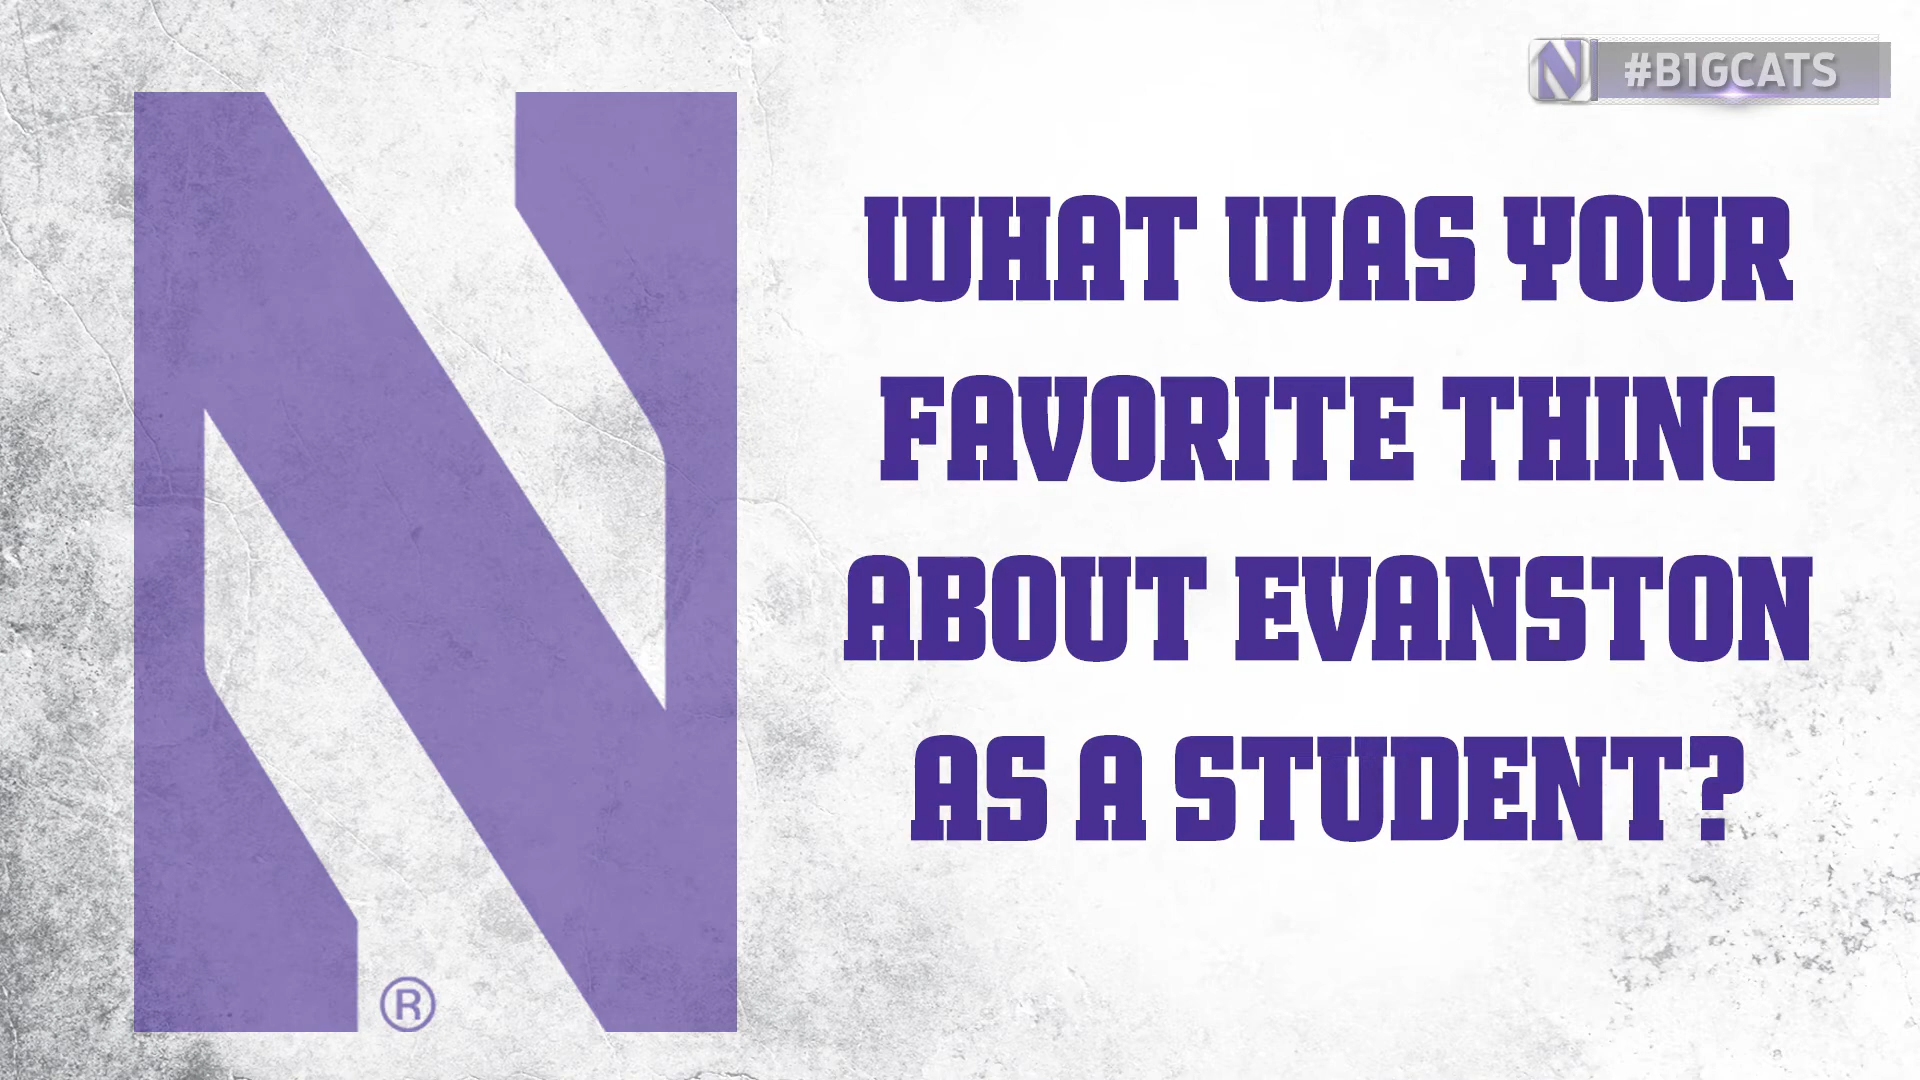 #B1GCATS
WHAT WAS YOUR
FAVORITE THING
ABOUT EVANSTON
AS A STUDENT?
N
®